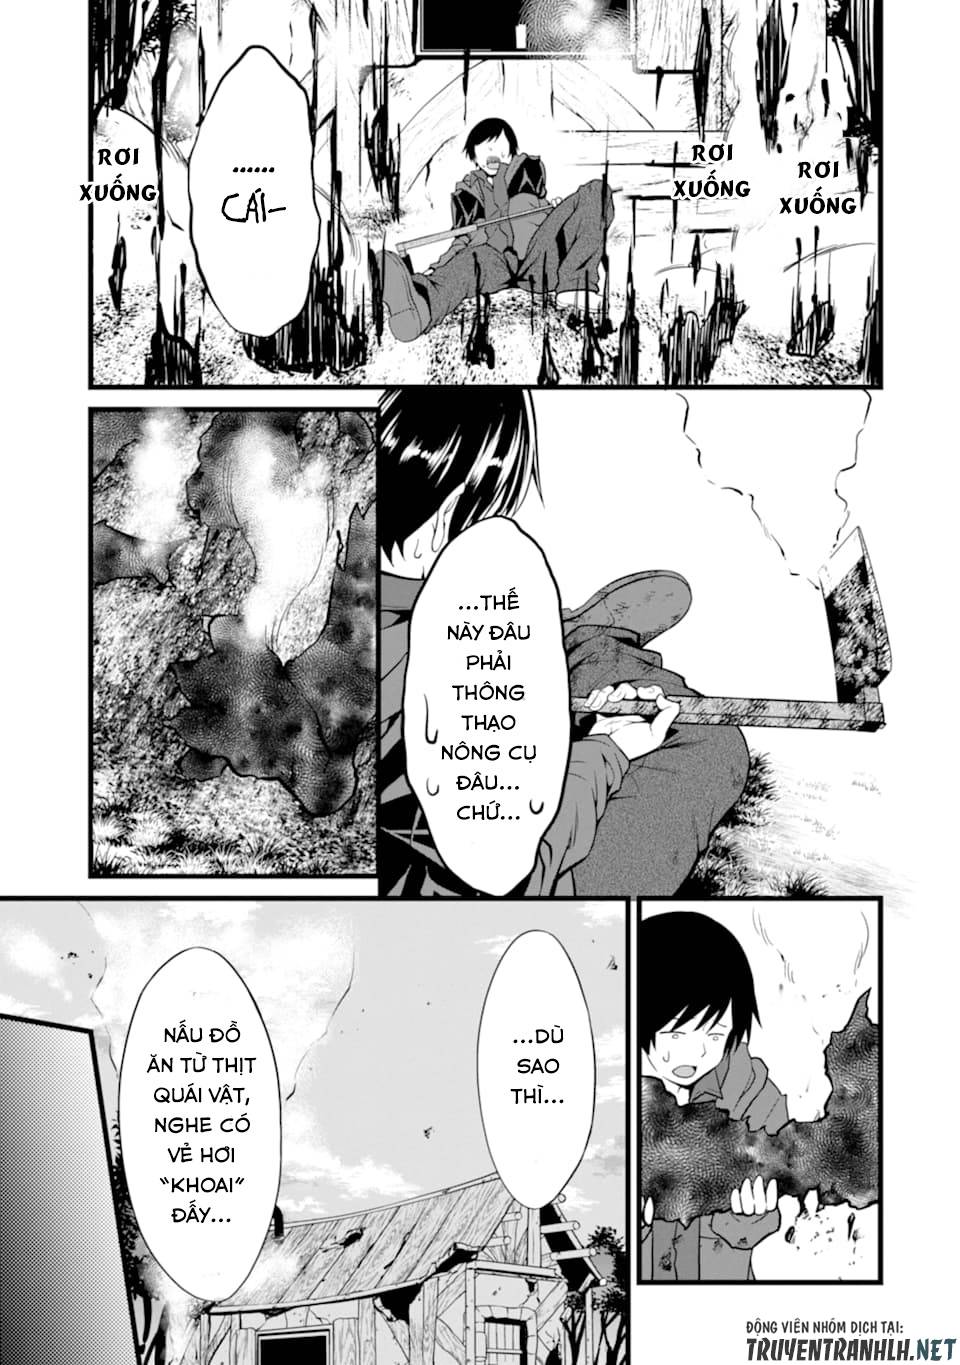 RƠI
XUỐNG
RƠI
XUỐNG
......
CÁI-
RƠI
XUỐNG
...THẾ
NÀY ĐÂU
PHẢI
THÔNG
THẠO
NÔNG CỤ
ĐÂU...
CHỨ...
...DÙ
SAO
THÌ...
NẤU ĐỒ
ĂN TỪ THỊT
QUÁI VẬT,
NGHE CÓ
VẺ HƠI
"KHOAI"
ĐẤY...
ĐỘNG VIÊN NHÓM DỊCH TẠI:
TRUYENTRANHLH.NET